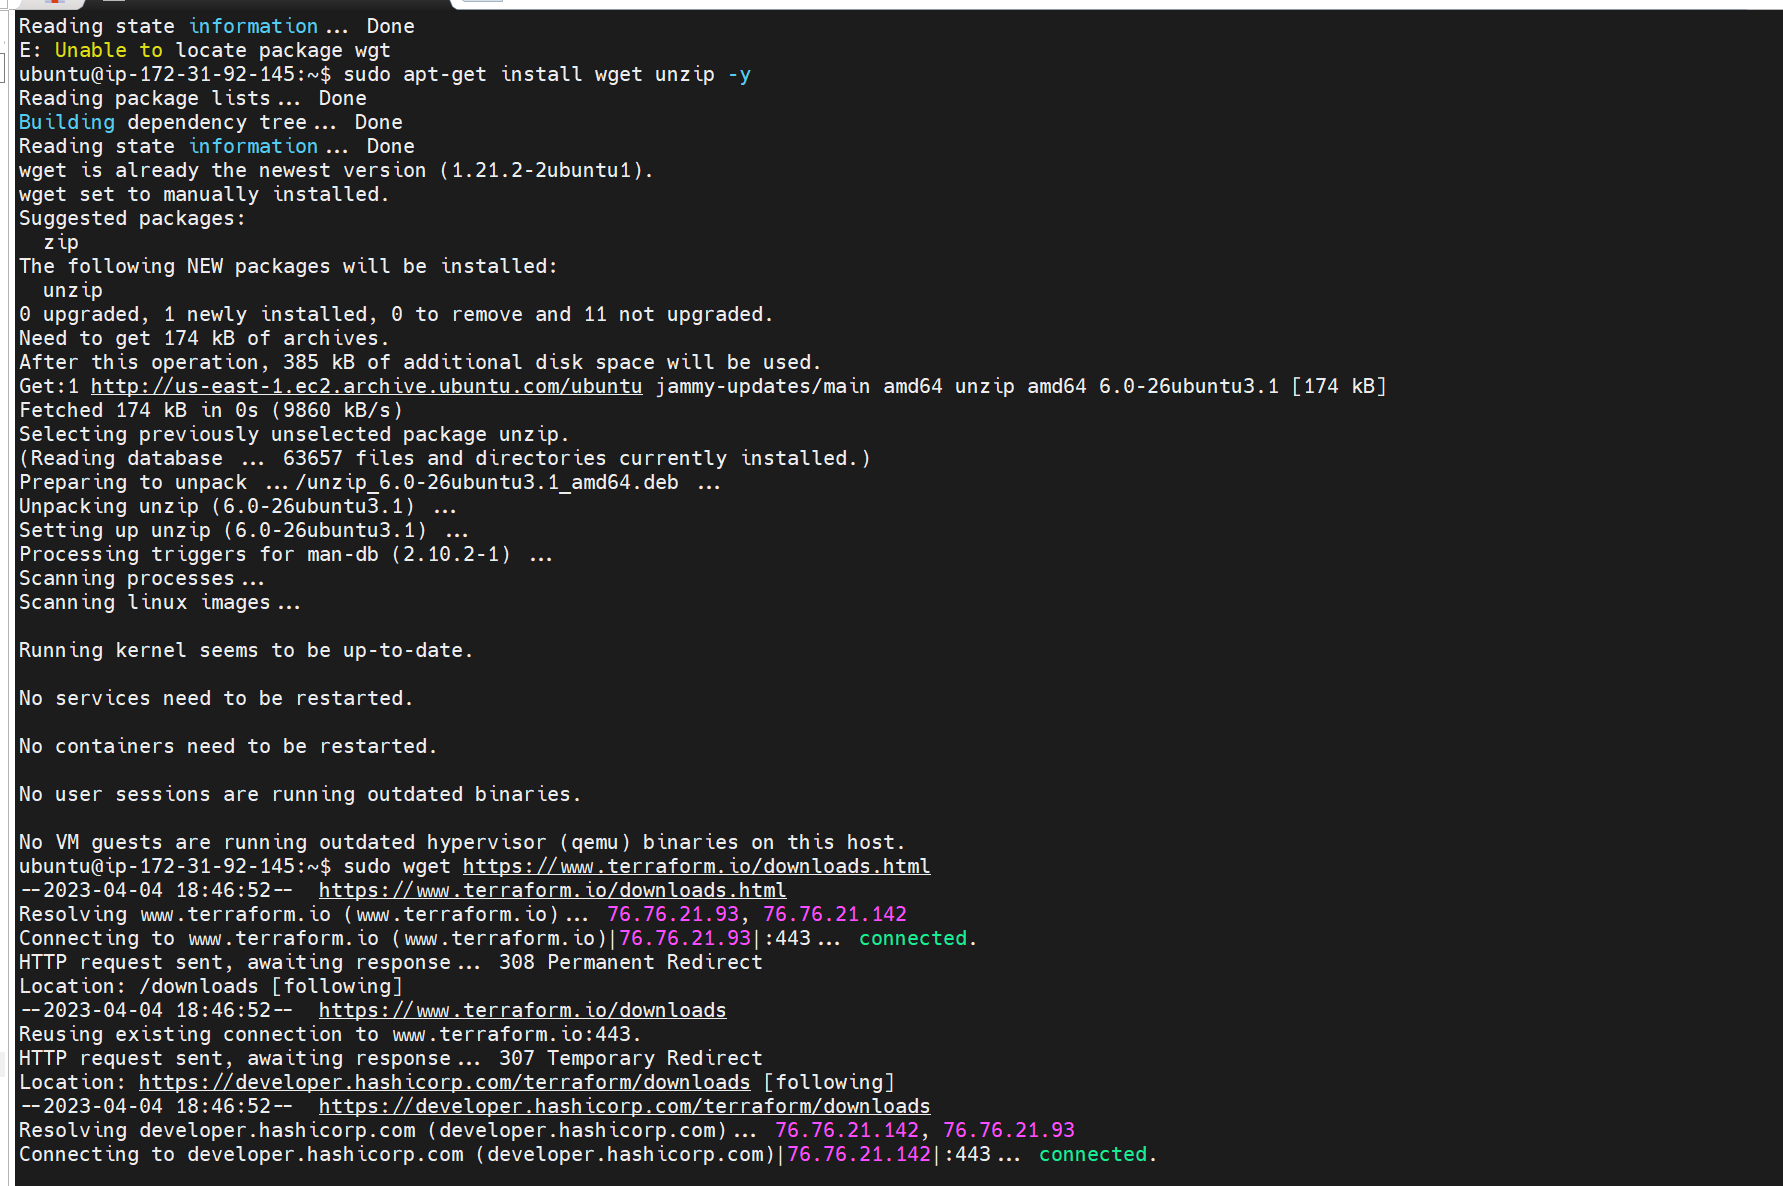 Reading state information... Done
E: Unable to locate package wgt
ubuntu@ip-172-31-92-145:~$ sudo apt-get install wget unzip -y
Reading package lists... Done
Building dependency tree... Done
Reading state information... Done
wget is already the newest version (1.21.2-2ubuntu1).
wget set to manually installed.
Suggested packages:
  zip
The following NEW packages will be installed:
  unzip
0 upgraded, 1 newly installed, 0 to remove and 11 not upgraded.
Need to get 174 kB of archives.
After this operation, 385 kB of additional disk space will be used.
Get:1 http://us-east-1.ec2.archive.ubuntu.com/ubuntu jammy-updates/main amd64 unzip amd64 6.0-26ubuntu3.1 [174 kB]
Fetched 174 kB in 0s (9860 kB/s)
Selecting previously unselected package unzip.
(Reading database ... 63657 files and directories currently installed.)
Preparing to unpack .../unzip_6.0-26ubuntu3.1_amd64.deb ...
Unpacking unzip (6.0-26ubuntu3.1) ...
Setting up unzip (6.0-26ubuntu3.1) ...
Processing triggers for man-db (2.10.2-1) ...
Scanning processes...
Scanning linux images...
Running kernel seems to be up-to-date.
No services need to be restarted.
No containers need to be restarted.
No user sessions are running outdated binaries.
No VM guests are running outdated hypervisor (qemu) binaries on this host.
ubuntu@ip-172-31-92-145:~$ sudo wget https://www.terraform.io/downloads.html
--2023-04-04 18:46:52--  https://www.terraform.io/downloads.html
Resolving www.terraform.io (www.terraform.io)... 76.76.21.93, 76.76.21.142
Connecting to www.terraform.io (www.terraform.io)|76.76.21.93|:443... connected.
HTTP request sent, awaiting response... 308 Permanent Redirect
Location: /downloads [following]
--2023-04-04 18:46:52--  https://www.terraform.io/downloads
Reusing existing connection to www.terraform.io:443.
HTTP request sent, awaiting response... 307 Temporary Redirect
Location: https://developer.hashicorp.com/terraform/downloads [following]
--2023-04-04 18:46:52--  https://developer.hashicorp.com/terraform/downloads
Resolving developer.hashicorp.com (developer.hashicorp.com)... 76.76.21.142, 76.76.21.93
Connecting to developer.hashicorp.com (developer.hashicorp.com)|76.76.21.142|:443... connected.